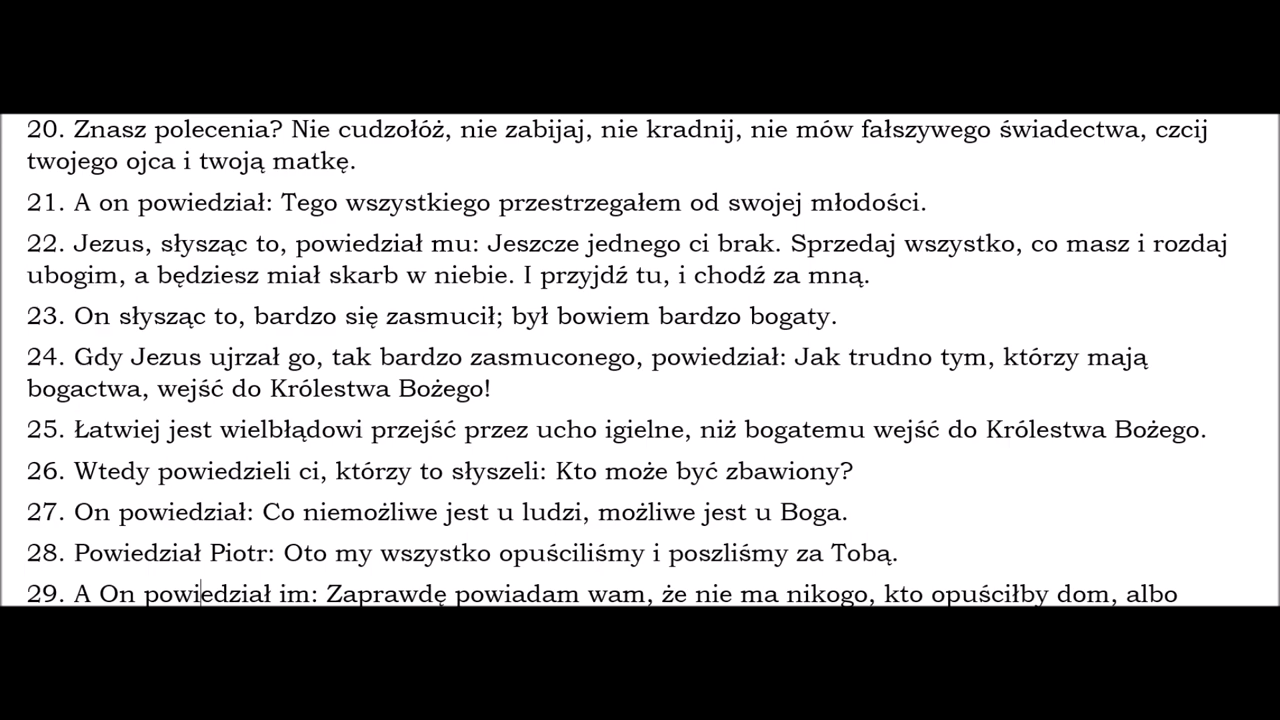 20. Znasz polecenia? Nie cudzołóż, nie zabijaj, nie kradnij, nie mów fałszywego świadectwa, czcij
twojego ojca i twoją matkę.
21. A on powiedział: Tego wszystkiego przestrzegałem od swojej młodości.
22. Jezus, słysząc to, powiedział mu: Jeszcze jednego ci brak. Sprzedaj wszystko, co masz i rozdaj
ubogim, a będziesz miał skarb w niebie. I przyjdź tu, i chodź za mną.
23. On słysząc to, bardzo się zasmucił; był bowiem bardzo bogaty.
24. Gdy Jezus ujrzał go, tak bardzo zasmuconego, powiedział: Jak trudno tym, którzy mają
bogactwa, wejść do Królestwa Bożego!
25. Łatwiej jest wielbłądowi przejść przez ucho igielne, niż bogatemu wejść do Królestwa Bożego.
26. Wtedy powiedzieli ci, którzy to słyszeli: Kto może być zbawiony?
27. On powiedział: Co niemożliwe jest u ludzi, możliwe jest u Boga.
28. Powiedział Piotr: Oto my wszystko opuściliśmy i poszliśmy za Tobą.
29. A On powiedział im: Zaprawdę powiadam wam, że nie ma nikogo, kto opuściłby dom, albo